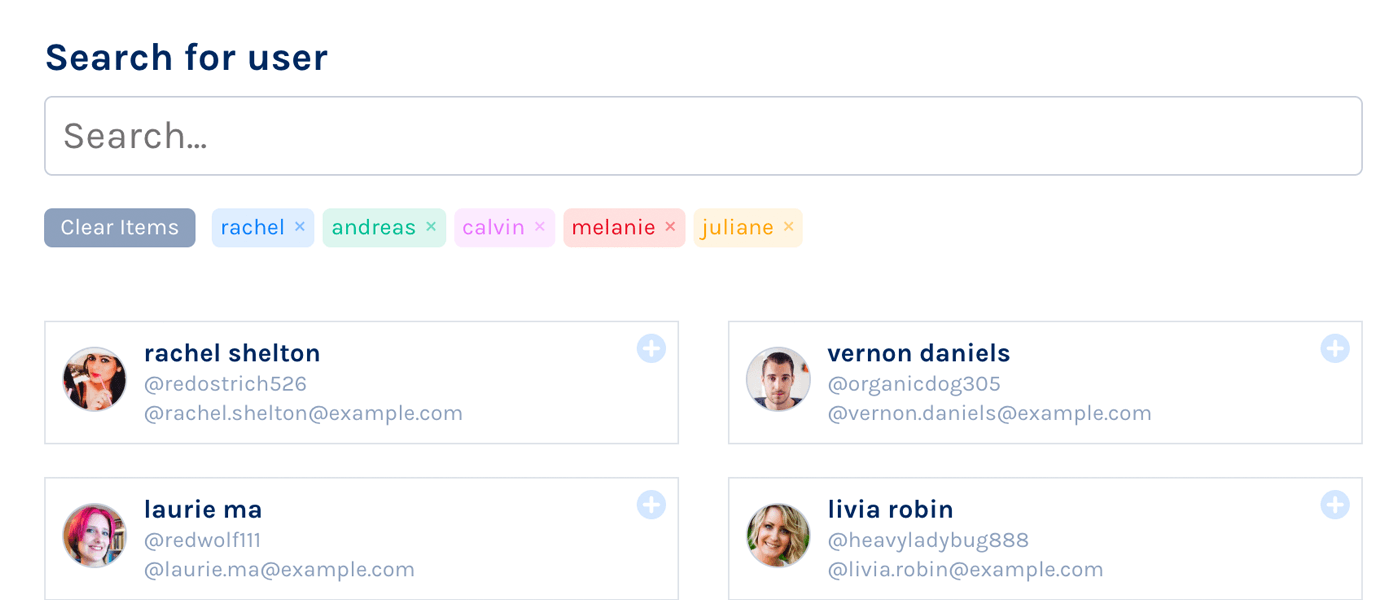 Search for user
Search...
Clear Items rachel × andreas × calvin × melanie × juliane ×
rachel shelton
@redostrich526
@rachel.shelton@example.com
vernon daniels
@organicdog305
@vernon.daniels@example.com
laurie ma
@redwolf111
@laurie.ma@example.com
livia robin
@heavyladybug888
@livia.robin@example.com